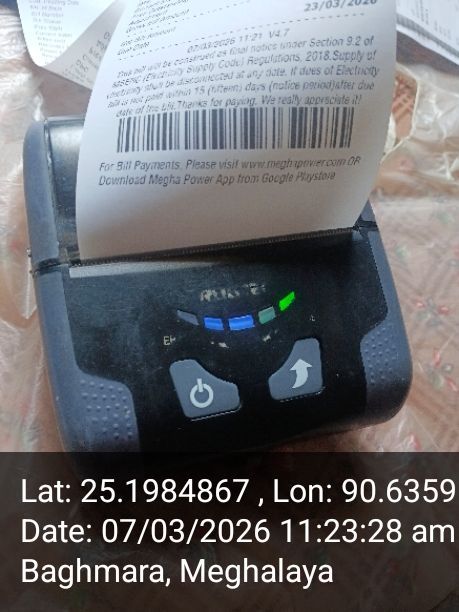 23/03/2026
Due Date
07/03/2026 11:21 V4.7
This bill will be construed as final notice under Section 9.2 of
MSERC (Electricity Supply Code) Regulations, 2018.Supply of
electricity shall be disconnected at any date, if dues of Electricity
bill is not paid within 15 (fifteen) days (notice period)after due
date of the bill.Thanks for paying. We really appreciate it!
For Bill Payments, Please visit www.meghapower.com OR
Download Megha Power App from Google Playstore
Lat: 25.1984867 , Lon: 90.6359
Date: 07/03/2026 11:23:28 am
Baghmara, Meghalaya